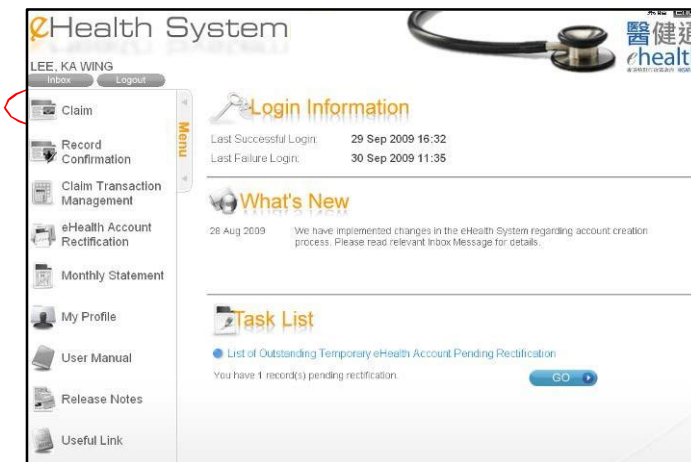 eHealth System
醫健通
ehealth
LEE, KA WING
Inbox
Logout
Menu
Claim
Record
Confirmation
Claim Transaction
Management
eHealth Account
Rectification
Monthly Statement
My Profile
User Manual
Release Notes
Useful Link
Login Information
Last Successful Login: 29 Sep 2009 16:32
Last Failure Login: 30 Sep 2009 11:35
What's New
28 Aug 2009 We have implemented changes in the eHealth System regarding account creation
process. Please read relevant Inbox Message for details.
Task List
List of Outstanding Temporary eHealth Account Pending Rectification
You have 1 record(s) pending rectification.
GO